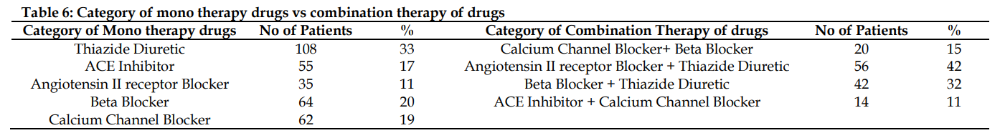 Table 6: Category of mono therapy drugs vs combination therapy of drugs
Category of Mono therapy drugs No of Patients % Category of Combination Therapy of drugs No of Patients %
Thiazide Diuretic 108 33 Calcium Channel Blocker+ Beta Blocker 20 15
ACE Inhibitor 55 17 Angiotensin II receptor Blocker + Thiazide Diuretic 56 42
Angiotensin II receptor Blocker 35 11 Beta Blocker + Thiazide Diuretic 42 32
Beta Blocker 64 20 ACE Inhibitor + Calcium Channel Blocker 14 11
Calcium Channel Blocker 62 19